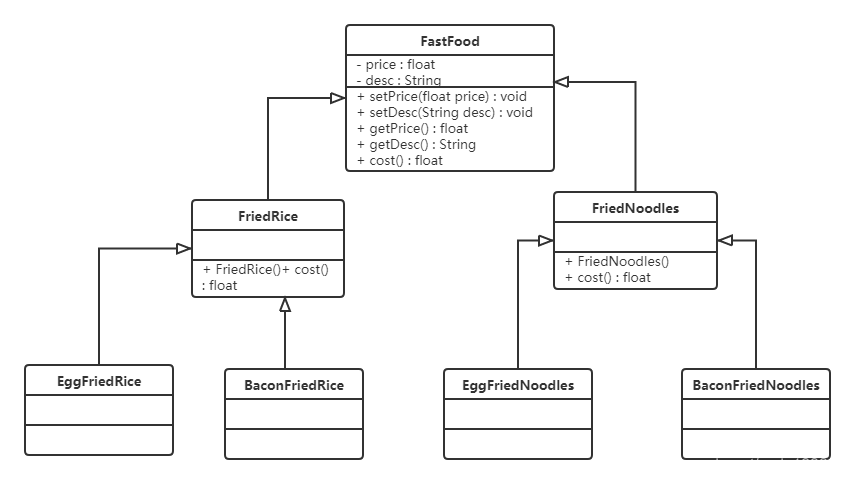 FastFood
- price : float
- desc : String
+ setPrice(float price) : void
+ setDesc(String desc) : void
+ getPrice() : float
+ getDesc() : String
+ cost() : float
FriedRice
+ FriedRice()+ cost()
: float
FriedNoodles
+ FriedNoodles()
+ cost() : float
EggFriedRice
BaconFriedRice
EggFriedNoodles
BaconFriedNoodles